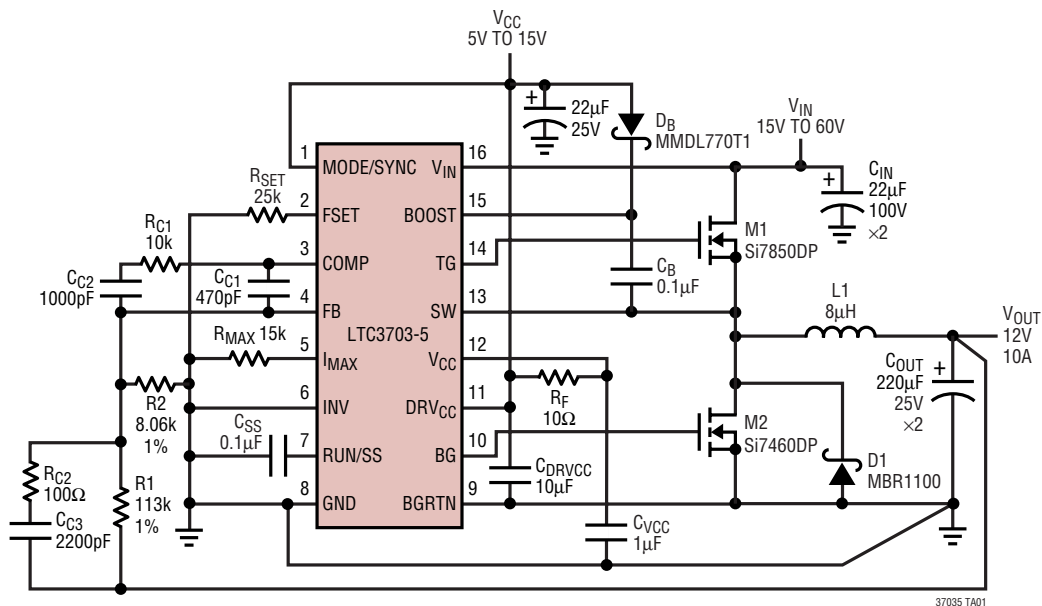 VCC
5V TO 15V
+
22µF
25V
DB
MMDL770T1
VIN
15V TO 60V
+
CIN
22µF
100V
×2
RSET
25k
RC1
10k
CC2
1000pF
CC1
470pF
RMAX 15k
R2
8.06k
1%
CSS
0.1µF
RC2
100Ω
CC3
2200pF
R1
113k
1%
1
MODE/SYNC
2
FSET
3
COMP
4
FB
5
IMAX
6
INV
7
RUN/SS
8
GND
LTC3703-5
VIN
16
BOOST
15
TG
14
SW
13
VCC
12
DRVCC
11
BG
10
BGRTN
9
M1
Si7850DP
CB
0.1µF
L1
8µH
VOUT
12V
10A
COUT
+
220µF
25V
×2
RF
10Ω
M2
Si7460DP
D1
MBR1100
CDRVCC
10µF
CVCC
1µF
37035 TA01